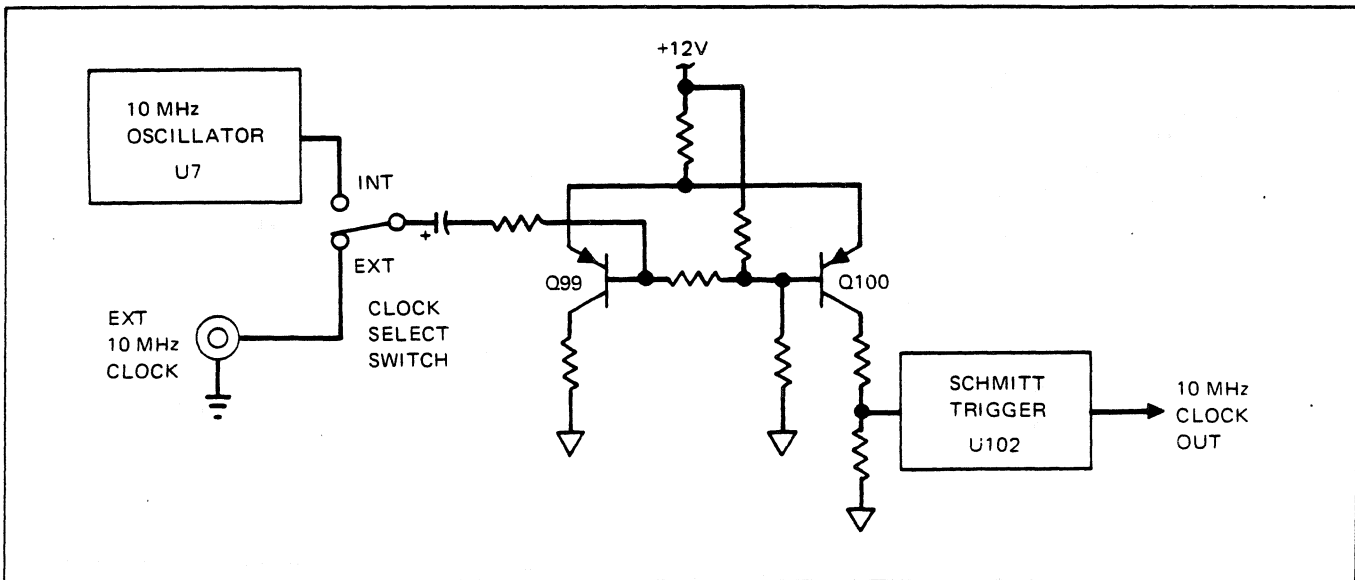 +12V
10 MHz
OSCILLATOR
U7
INT
+
EXT
Q99
Q100
EXT
10 MHz
CLOCK
CLOCK
SELECT
SWITCH
SCHMITT
TRIGGER
U102
10 MHz
CLOCK
OUT